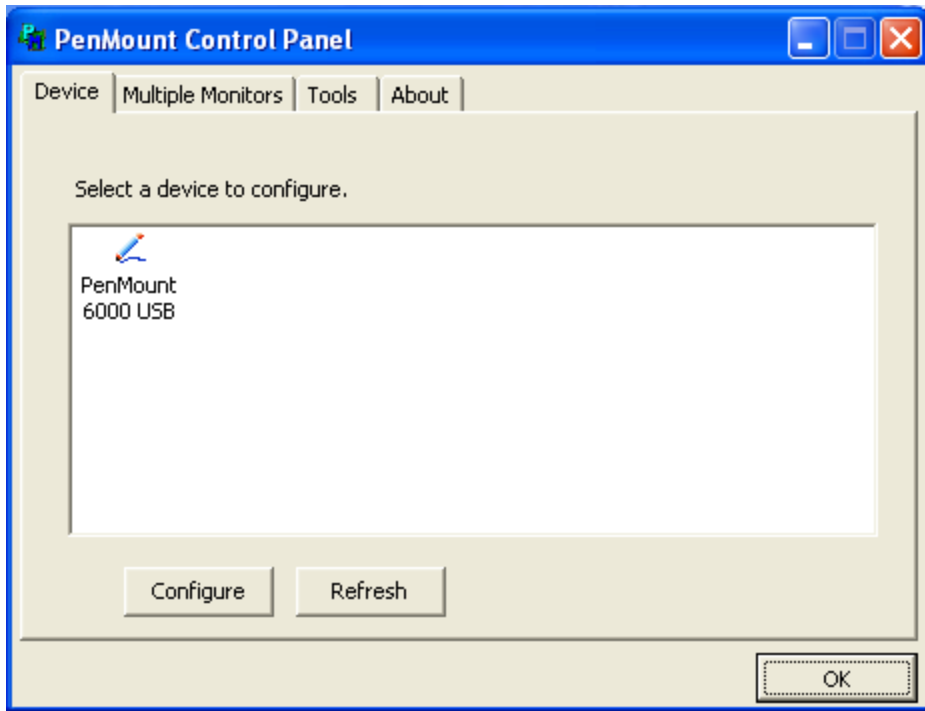 PenMount Control Panel
Device Multiple Monitors Tools About
Select a device to configure.
PenMount
6000 USB
Configure Refresh
OK